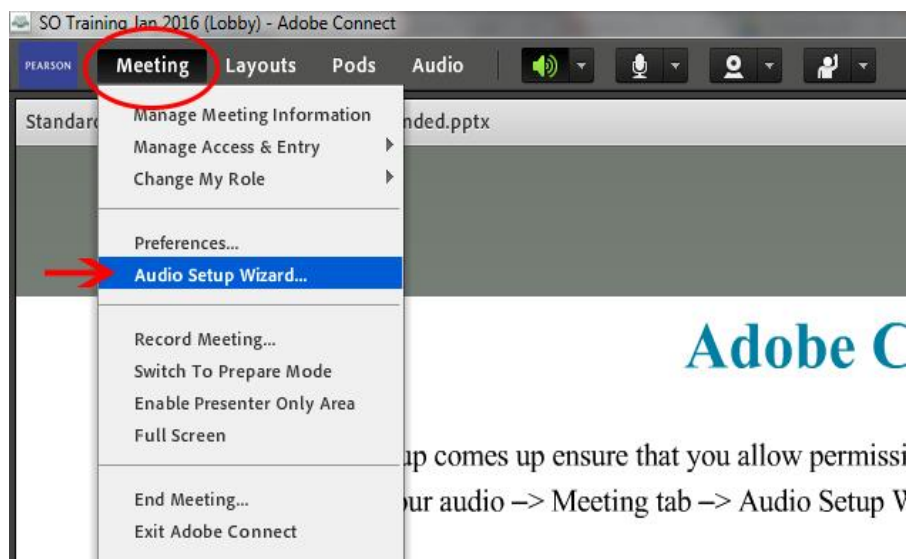 SO Training Jan 2016 (Lobby) - Adobe Connect
PEARSON Meeting Layouts Pods Audio
Standard nded.pptx
Manage Meeting Information
Manage Access & Entry
Change My Role
Preferences...
Audio Setup Wizard...
Adobe C
Record Meeting...
Switch To Prepare Mode
Enable Presenter Only Area
Full Screen
up comes up ensure that you allow permissi
ur audio –> Meeting tab –> Audio Setup W
End Meeting...
Exit Adobe Connect